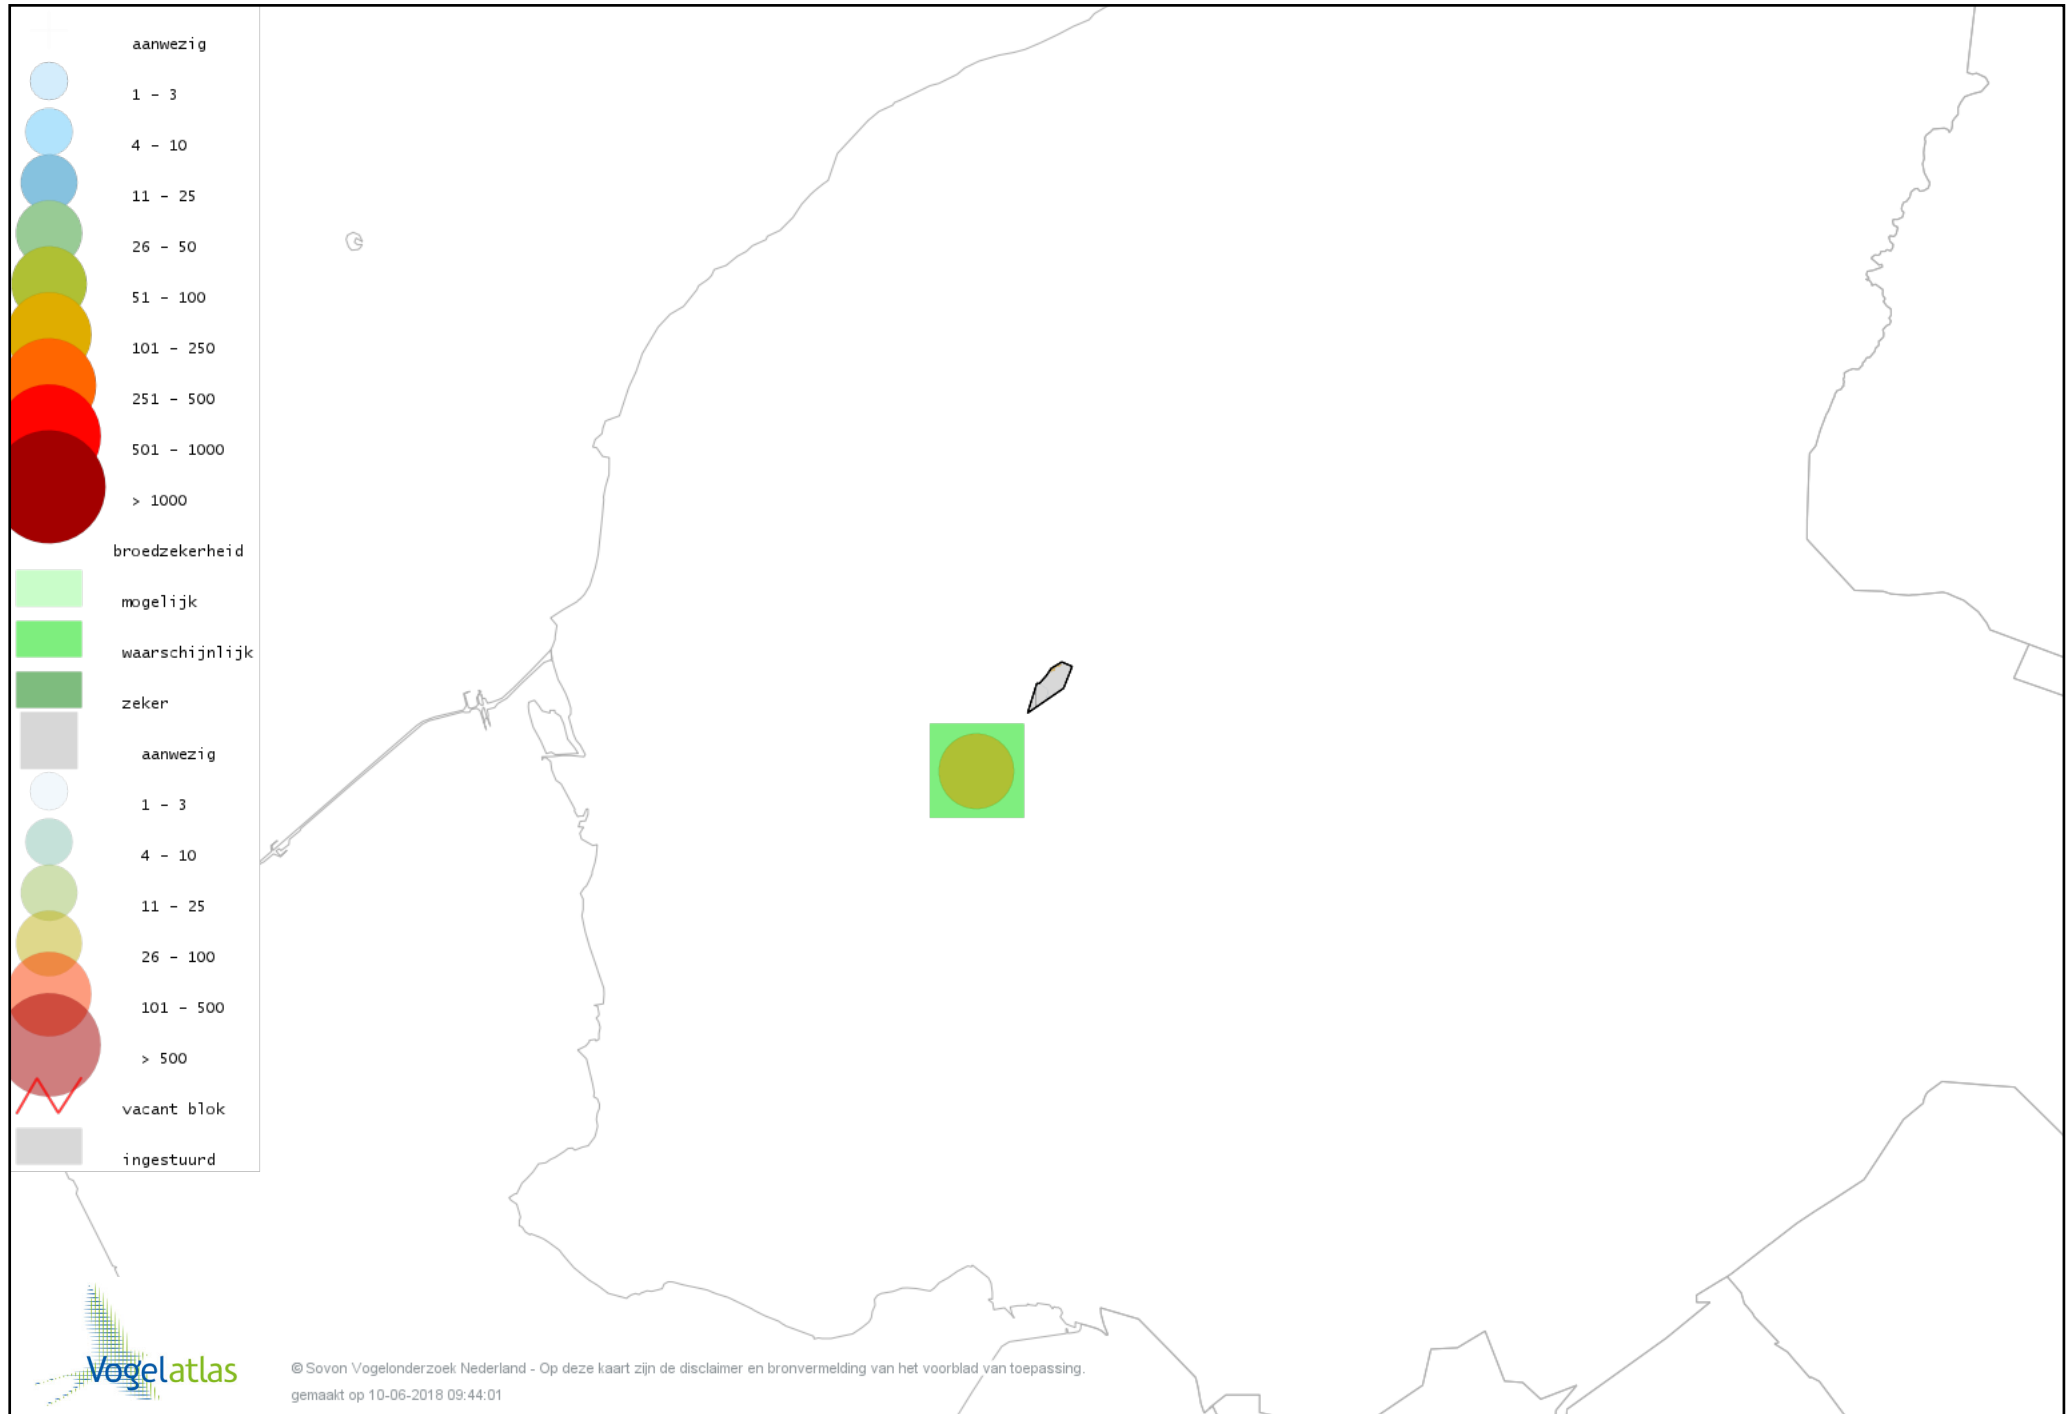 aanwezig
1 - 3
4 - 10
11 - 25
26 - 50
51 - 100
101 - 250
251 - 500
501 - 1000
> 1000
broedzekerheid
mogelijk
waarschijnlijk
zeker
aanwezig
1 - 3
4 - 10
11 - 25
26 - 100
101 - 500
> 500
vacant blok
ingestuurd
Vogelatlas
© Sovon Vogelonderzoek Nederland - Op deze kaart zijn de disclaimer en bronvermelding van het voorblad van toepassing.
gemaakt op 10-06-2018 09:44:01